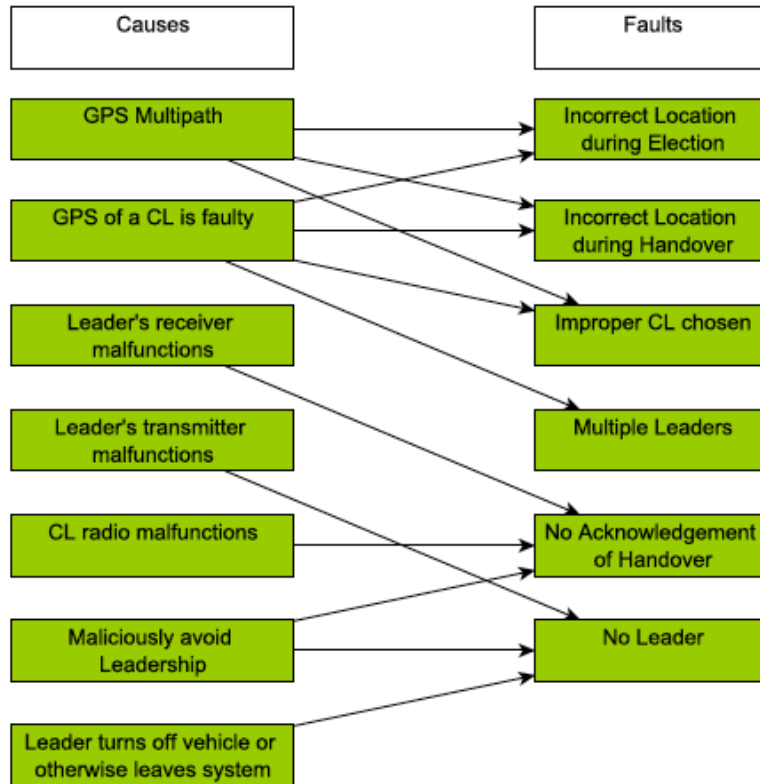 Causes
Faults
GPS Multipath
Incorrect Location
during Election
GPS of a CL is faulty
Incorrect Location
during Handover
Leader's receiver
malfunctions
Improper CL chosen
Leader's transmitter
malfunctions
Multiple Leaders
CL radio malfunctions
No Acknowledgement
of Handover
Maliciously avoid
Leadership
No Leader
Leader turns off vehicle or
otherwise leaves system